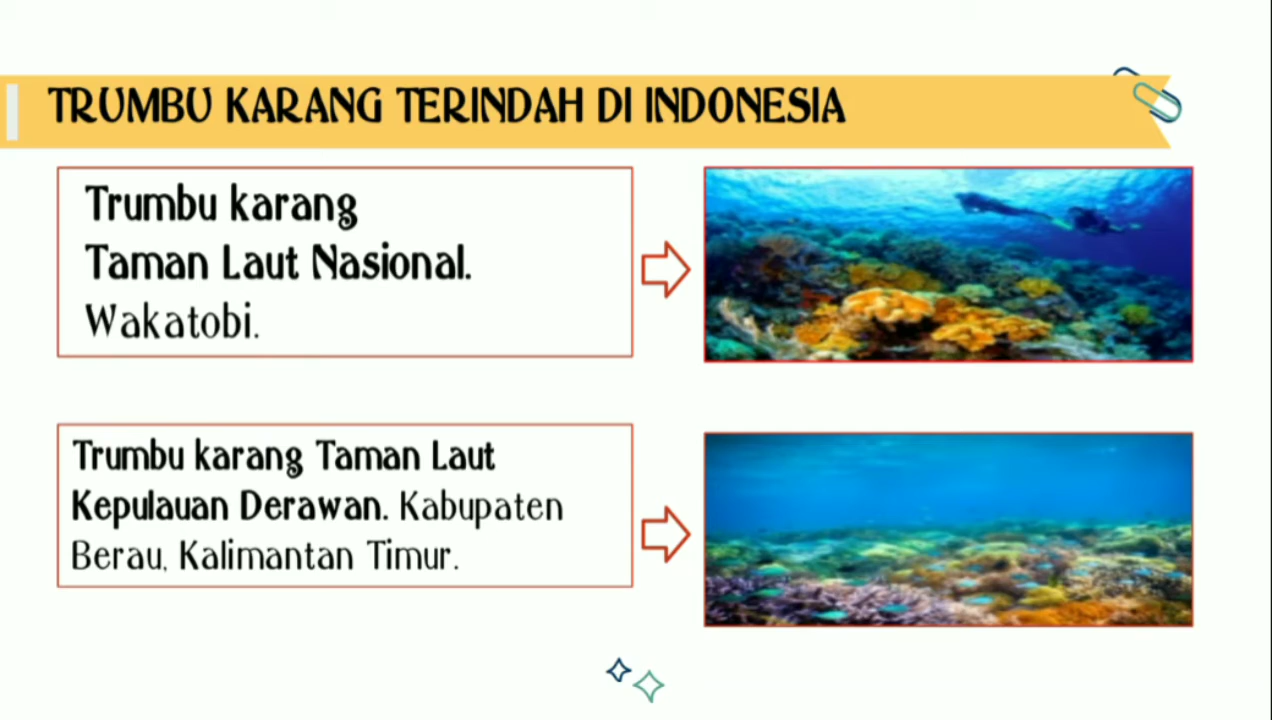 TRUMBU KARANG TERINDAH DI INDONESIA
Trumbu karang
Taman Laut Nasional.
Wakatobi.
Trumbu karang Taman Laut
Kepulauan Derawan. Kabupaten
Berau, Kalimantan Timur.